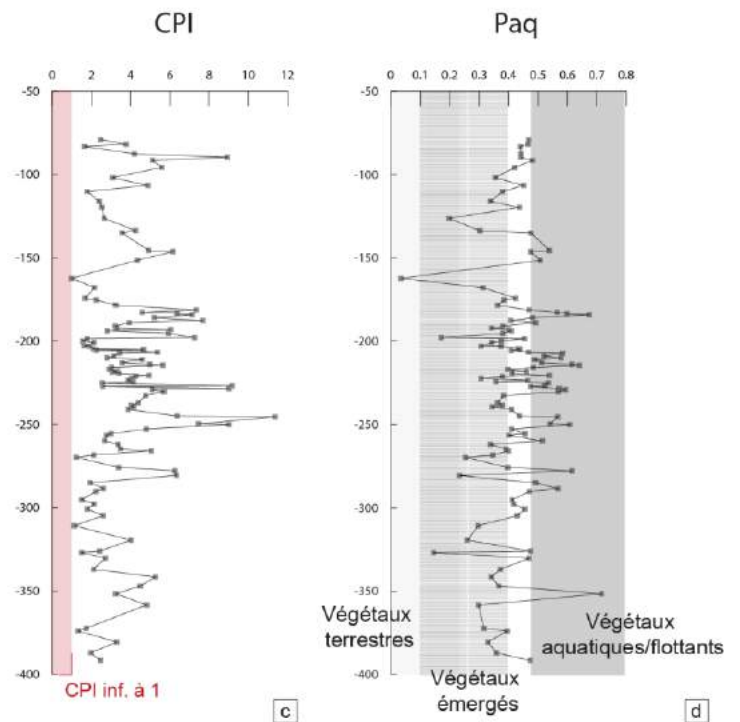 CPI
Paq
0 2 4 6 8 10 12
0 0.1 0.2 0.3 0.4 0.5 0.6 0.7 0.8
-50
-100
-150
-200
-250
-300
-350
-400
-50
-100
-150
-200
-250
-300
-350
-400
CPI inf. à 1
c
Végétaux
terrestres
Végétaux
émergés
Végétaux
aquatiques/flottants
d